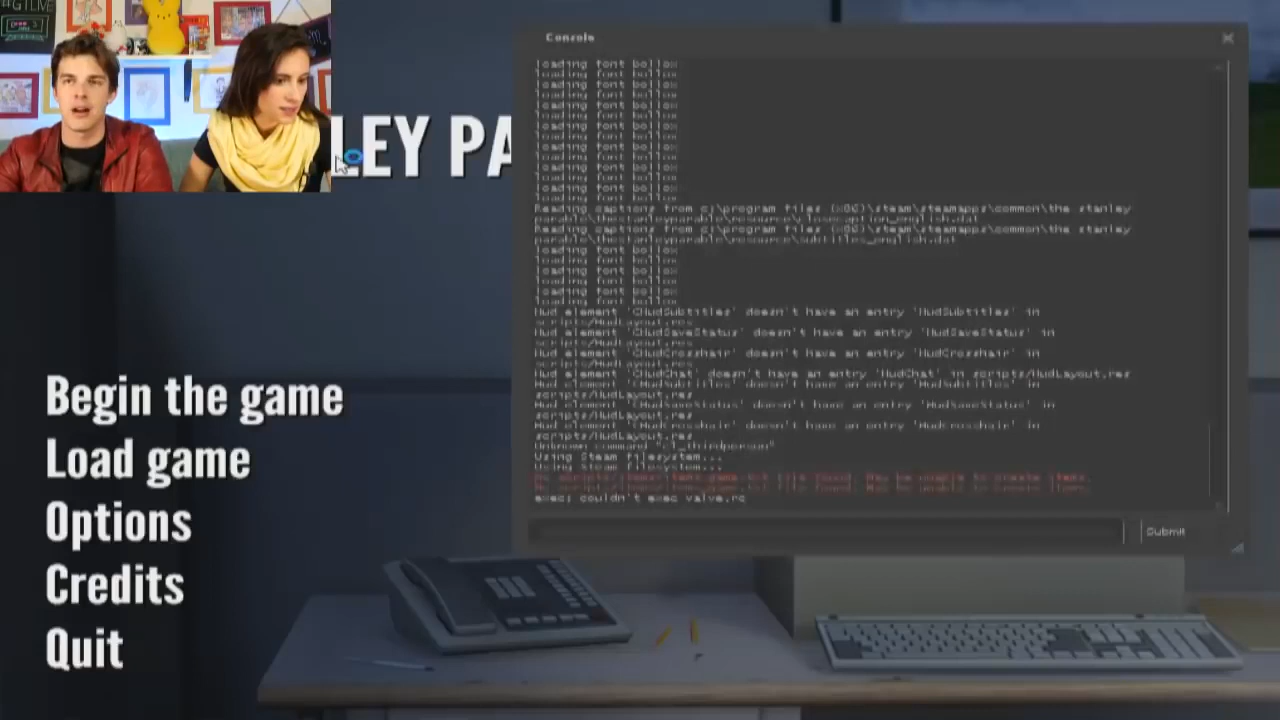 #GTLIVE
LEY PA
Begin the game
Load game
Options
Credits
Quit
Console
loading font bollox
loading font bollox
loading font bollox
loading font bollox
loading font bollox
loading font bollox
loading font bollox
loading font bollox
loading font bollox
loading font bollox
loading font bollox
loading font bollox
loading font bollox
loading font bollox
Reading captions from c:\program files (x86)\steam\steamapps\common\the stanley
parable\thestanleyparable\resource\closecaption_english.dat
Reading captions from c:\program files (x86)\steam\steamapps\common\the stanley
parable\thestanleyparable\resource\subtitles_english.dat
loading font bollox
loading font bollox
loading font bollox
loading font bollox
loading font bollox
loading font bollox
Hud element 'CHudSubtitles' doesn't have an entry 'HudSubtitles' in
scripts/HudLayout.res
Hud element 'CHudSaveStatus' doesn't have an entry 'HudSaveStatus' in
scripts/HudLayout.res
Hud element 'CHudCrosshair' doesn't have an entry 'HudCrosshair' in
scripts/HudLayout.res
Hud element 'CHudChat' doesn't have an entry 'HudChat' in scripts/HudLayout.res
Hud element 'CHudSubtitles' doesn't have an entry 'HudSubtitles' in
scripts/HudLayout.res
Hud element 'CHudSaveStatus' doesn't have an entry 'HudSaveStatus' in
scripts/HudLayout.res
Hud element 'CHudCrosshair' doesn't have an entry 'HudCrosshair' in
scripts/HudLayout.res
Unknown command "cl_thirdperson"
Using Steam filesystem...
Using Steam filesystem...
exec: couldn't exec valve.rc
Submit